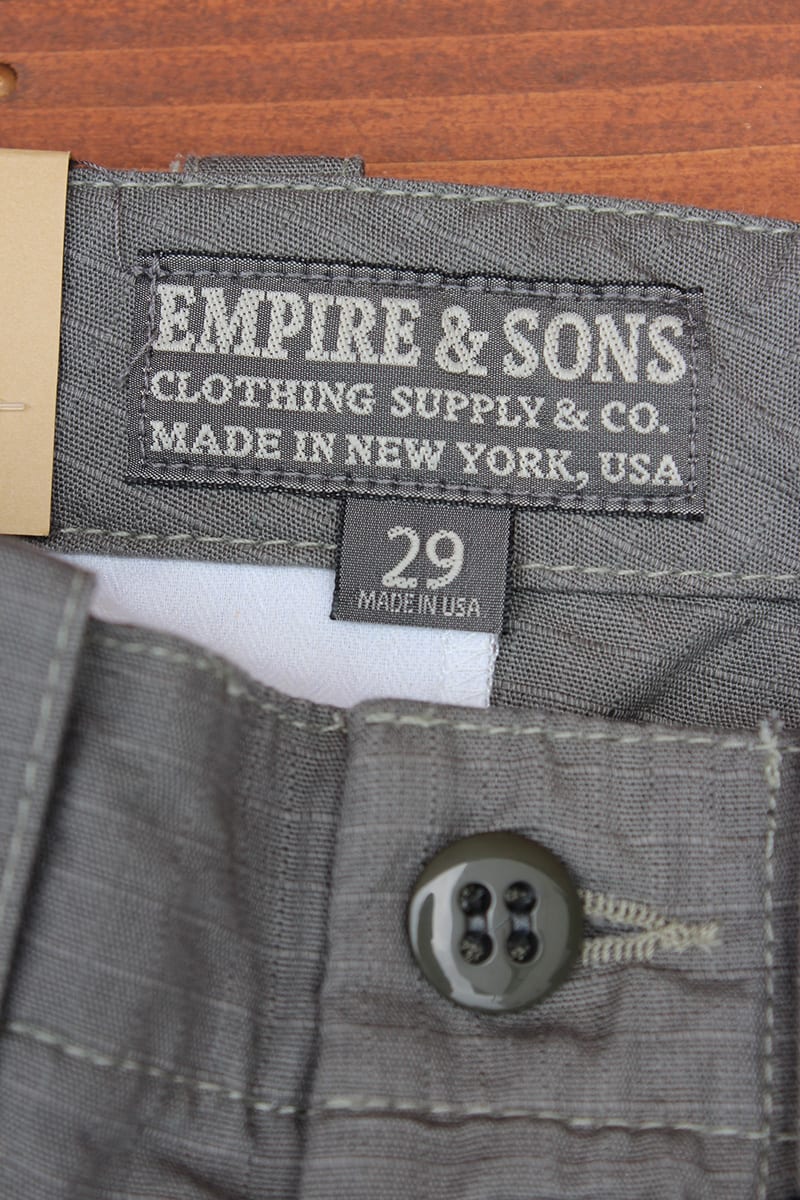 EMPIRE & SONS
CLOTHING SUPPLY & CO.
MADE IN NEW YORK, USA
29
MADE IN USA